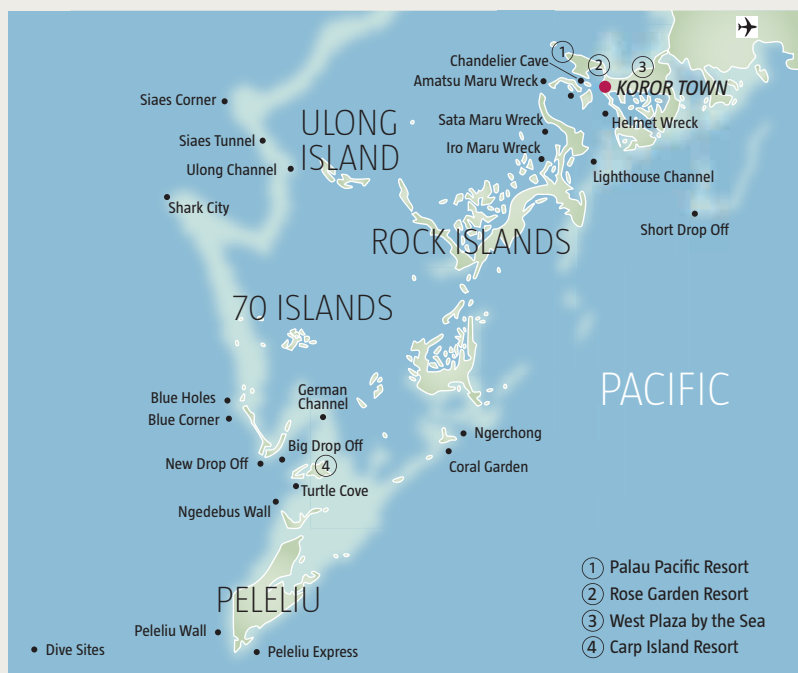 Chandelier Cave
1
2
3
Amatsu Maru Wreck
KOROR TOWN
Siaes Corner
ULONG
ISLAND
Sata Maru Wreck
Helmet Wreck
Siaes Tunnel
Iro Maru Wreck
Ulong Channel
Lighthouse Channel
Shark City
Short Drop Off
ROCK ISLANDS
70 ISLANDS
PACIFIC
Blue Holes
German
Channel
Blue Corner
Ngerchong
Big Drop Off
New Drop Off
4
Coral Garden
Turtle Cove
Ngedebus Wall
PELELIU
Peleliu Wall
Peleliu Express
Dive Sites
1 Palau Pacific Resort
2 Rose Garden Resort
3 West Plaza by the Sea
4 Carp Island Resort